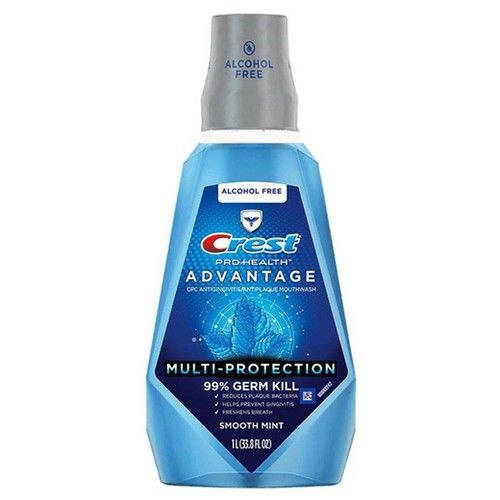 ALCOHOL
FREE
ALCOHOL FREE
Crest
PRO-HEALTH™
ADVANTAGE
CPC ANTIGINGIVITIS/ANTIPLAQUE MOUTHWASH
MULTI-PROTECTION
99% GERM KILL
✓ REDUCES PLAQUE BACTERIA
✓ HELPS PREVENT GINGIVITIS
✓ FRESHENS BREATH
SMOOTH MINT
1 L (33.8 FL OZ)